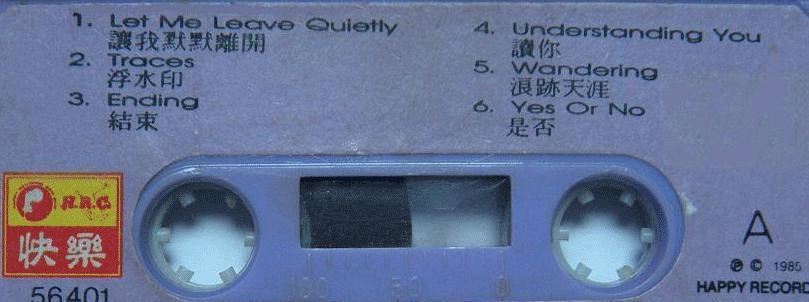 1. Let Me Leave Quietly
讓我默默離開
2. Traces
浮水印
3. Ending
結束
4. Understanding You
讀你
5. Wandering
浪跡天涯
6. Yes Or No
是否
H.R.C.
快樂
56401
100 50 0
A
℗ © 1985
HAPPY RECORD